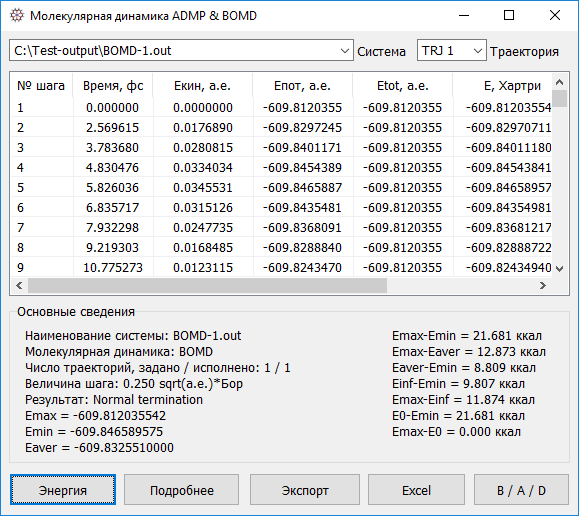 Молекулярная динамика ADMP & BOMD
C:\Test-output\BOMD-1.out Система TRJ 1 Траектория
№ шага Время, фс Екин, а.е. Епот, а.е. Etot, а.е. E, Хартри
1 0.000000 0.0000000 -609.8120355 -609.8120355 -609.81203554
2 2.569615 0.0176890 -609.8297245 -609.8120355 -609.82970711
3 3.783680 0.0280815 -609.8401171 -609.8120355 -609.84011180
4 4.830476 0.0334034 -609.8454389 -609.8120355 -609.84543841
5 5.826036 0.0345531 -609.8465887 -609.8120355 -609.84658957
6 6.835717 0.0315126 -609.8435481 -609.8120355 -609.84354981
7 7.932298 0.0247735 -609.8368091 -609.8120355 -609.83681217
8 9.219303 0.0168485 -609.8288840 -609.8120355 -609.82888722
9 10.775273 0.0123115 -609.8243470 -609.8120355 -609.82434940
Основные сведения
Наименование системы: BOMD-1.out
Молекулярная динамика: BOMD
Число траекторий, задано / исполнено: 1 / 1
Величина шага: 0.250 sqrt(а.е.)*Бор
Результат: Normal termination
Emax = -609.812035542
Emin = -609.846589575
Eaver = -609.8325510000
Emax-Emin = 21.681 ккал
Emax-Eaver = 12.873 ккал
Eaver-Emin = 8.809 ккал
Einf-Emin = 9.807 ккал
Emax-Einf = 11.874 ккал
E0-Emin = 21.681 ккал
Emax-E0 = 0.000 ккал
Энергия Подробнее Экспорт Excel B / A / D